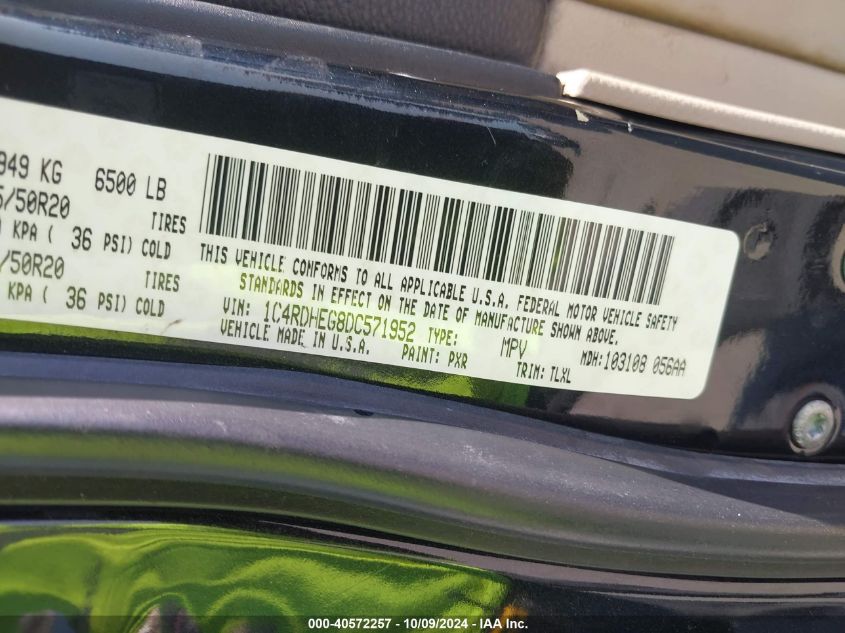 949 KG 6500 LB
5/50R20 TIRES
KPA ( 36 PSI) COLD
/50R20 TIRES
KPA ( 36 PSI) COLD
THIS VEHICLE CONFORMS TO ALL APPLICABLE U.S.A. FEDERAL MOTOR VEHICLE SAFETY
STANDARDS IN EFFECT ON THE DATE OF MANUFACTURE SHOWN ABOVE.
VIN: 1C4RDHEG8DC571952 TYPE: MPV MDH:103108 056AA
VEHICLE MADE IN U.S.A. PAINT: PXR TRIM: TLXL
000-40572257 - 10/09/2024 - IAA Inc.